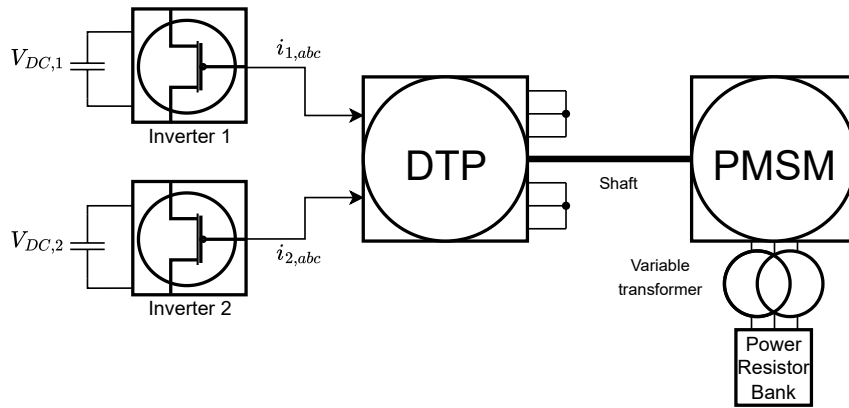 V_{DC,1}
i_{1,abc}
Inverter 1
DTP
PMSM
Shaft
V_{DC,2}
i_{2,abc}
Inverter 2
Variable
transformer
Power
Resistor
Bank